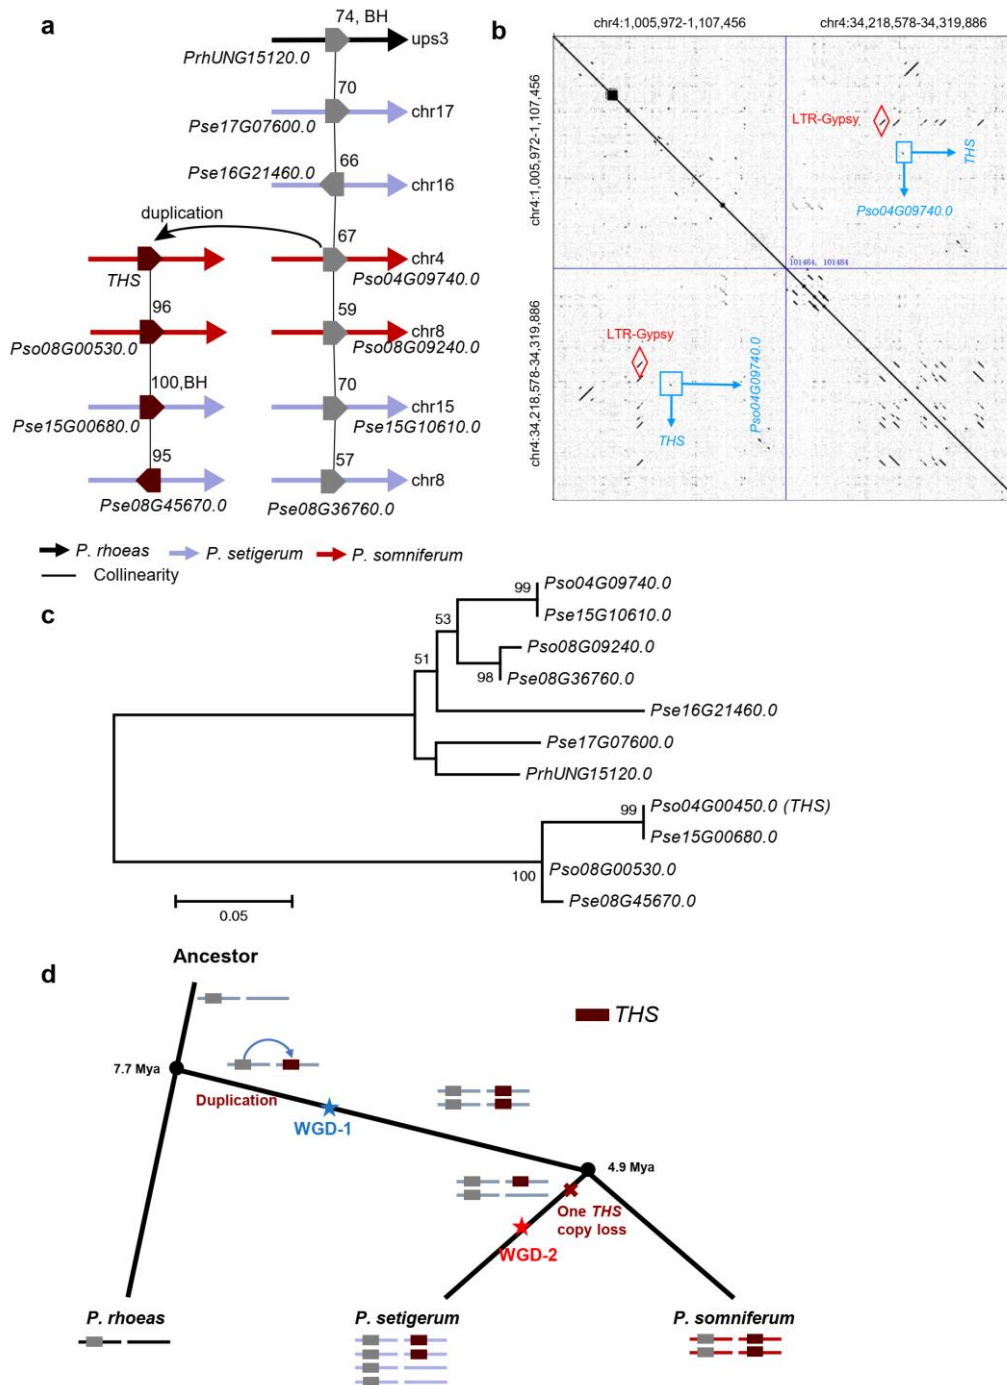 a
74, BH
ups3
PrhUNG15120.0
70
chr17
Pse17G07600.0
66
Pse16G21460.0
chr16
duplication
67
chr4
THS
Pso04G09740.0
96
59
chr8
Pso08G00530.0
Pso08G09240.0
100,BH
70
chr15
Pse15G00680.0
Pse15G10610.0
95
57
chr8
Pse08G45670.0
Pse08G36760.0
P. rhoeas
P. setigerum
P. somniferum
Collinearity
b
chr4:1,005,972-1,107,456
chr4:34,218,578-34,319,886
chr4:1,005,972-1,107,456
LTR-Gypsy
THS
Pso04G09740.0
101484, 101484
chr4:34,218,578-34,319,886
LTR-Gypsy
Pso04G09740.0
THS
c
99
Pso04G09740.0
Pse15G10610.0
53
Pso08G09240.0
51
98
Pse08G36760.0
Pse16G21460.0
Pse17G07600.0
PrhUNG15120.0
99
Pso04G00450.0 (THS)
Pse15G00680.0
Pso08G00530.0
100
Pse08G45670.0
0.05
d
Ancestor
THS
7.7 Mya
Duplication
WGD-1
4.9 Mya
One THS
copy loss
WGD-2
P. rhoeas
P. setigerum
P. somniferum